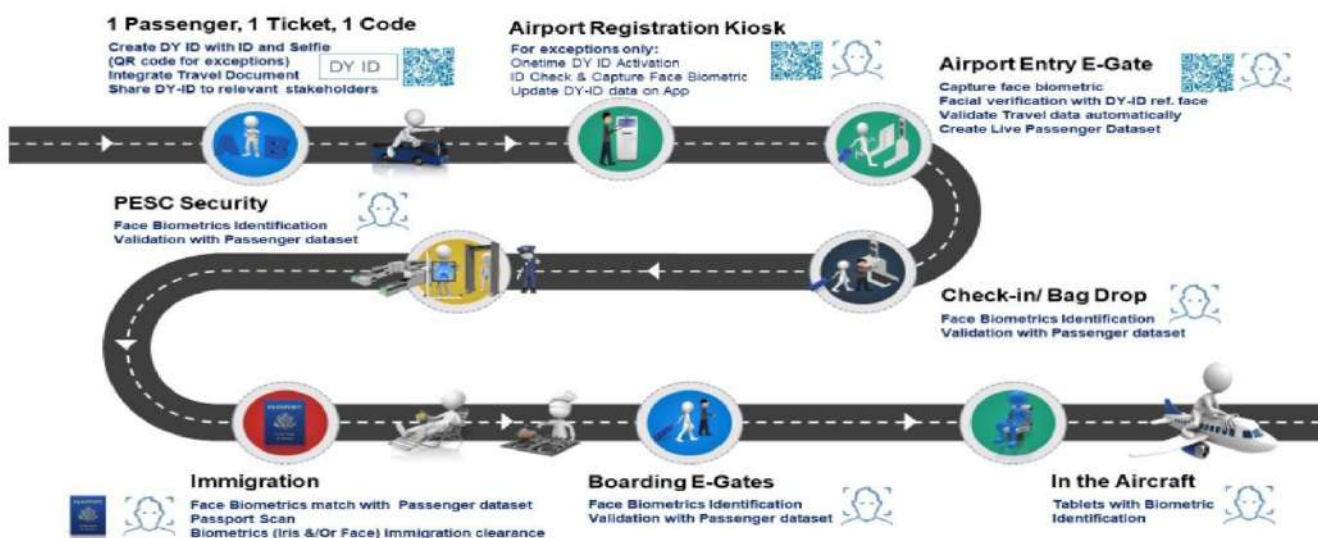 1 Passenger, 1 Ticket, 1 Code
Create DY ID with ID and Selfie
(QR code for exceptions)
Integrate Travel Document
Share DY-ID to relevant stakeholders
DY ID
Airport Registration Kiosk
For exceptions only:
Onetime DY ID Activation
ID Check & Capture Face Biometric
Update DY-ID data on App
Airport Entry E-Gate
Capture face biometric
Facial verification with DY-ID ref. face
Validate Travel data automatically
Create Live Passenger Dataset
PESC Security
Face Biometrics Identification
Validation with Passenger dataset
Check-in/ Bag Drop
Face Biometrics Identification
Validation with Passenger dataset
PASSPORT
Immigration
Face Biometrics match with Passenger dataset
Passport Scan
Biometrics (Iris &/Or Face) Immigration clearance
Boarding E-Gates
Face Biometrics Identification
Validation with Passenger dataset
In the Aircraft
Tablets with Biometric
Identification